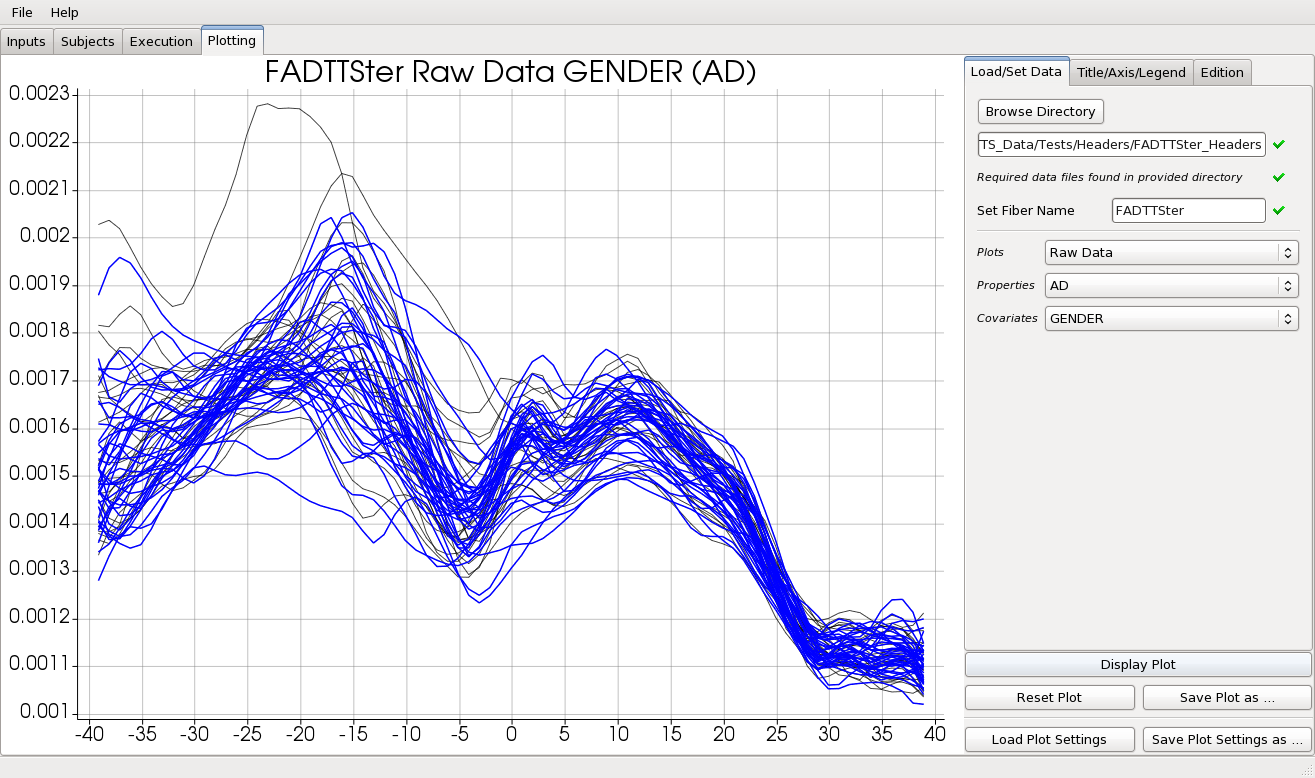 File Help
Inputs Subjects Execution Plotting
FADTTSter Raw Data GENDER (AD)
0.0023
0.0022
0.0021
0.002
0.0019
0.0018
0.0017
0.0016
0.0015
0.0014
0.0013
0.0012
0.0011
0.001
-40 -35 -30 -25 -20 -15 -10 -5 0 5 10 15 20 25 30 35 40
Load/Set Data Title/Axis/Legend Edition
Browse Directory
TS_Data/Tests/Headers/FADTTSter_Headers
Required data files found in provided directory
Set Fiber Name FADTTSter
Plots Raw Data
Properties AD
Covariates GENDER
Display Plot
Reset Plot Save Plot as ...
Load Plot Settings Save Plot Settings as ...